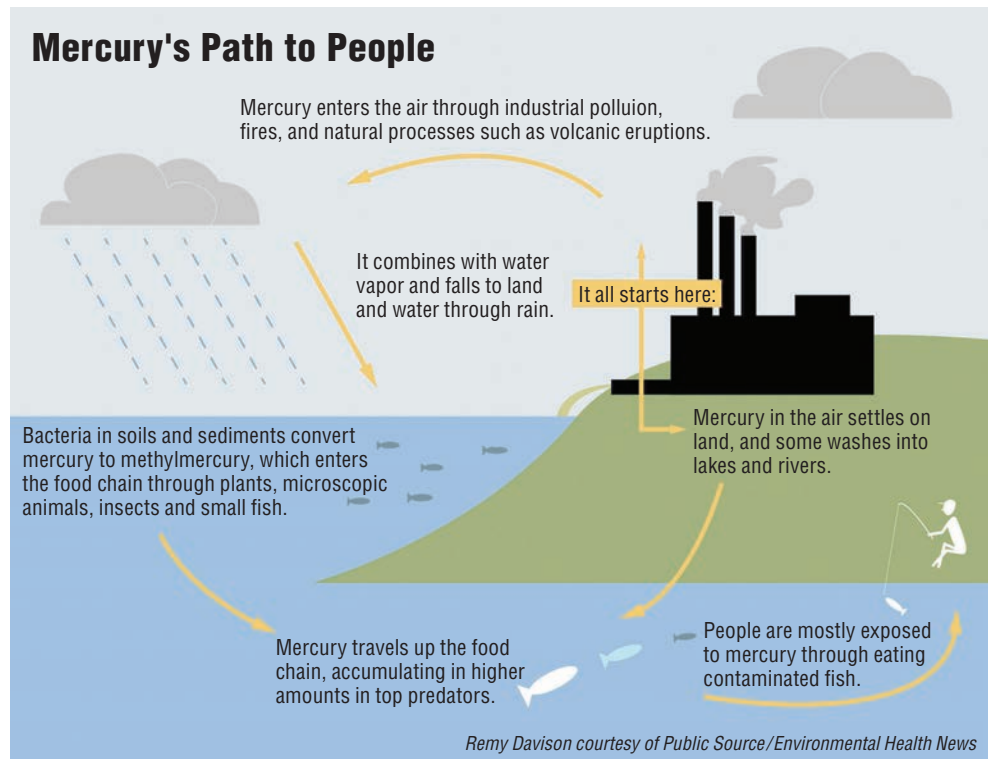 Mercury's Path to People
Mercury enters the air through industrial polluion,
fires, and natural processes such as volcanic eruptions.
It combines with water
vapor and falls to land
and water through rain.
It all starts here:
Mercury in the air settles on
land, and some washes into
lakes and rivers.
Bacteria in soils and sediments convert
mercury to methylmercury, which enters
the food chain through plants, microscopic
animals, insects and small fish.
Mercury travels up the food
chain, accumulating in higher
amounts in top predators.
People are mostly exposed
to mercury through eating
contaminated fish.
Remy Davison courtesy of Public Source/Environmental Health News